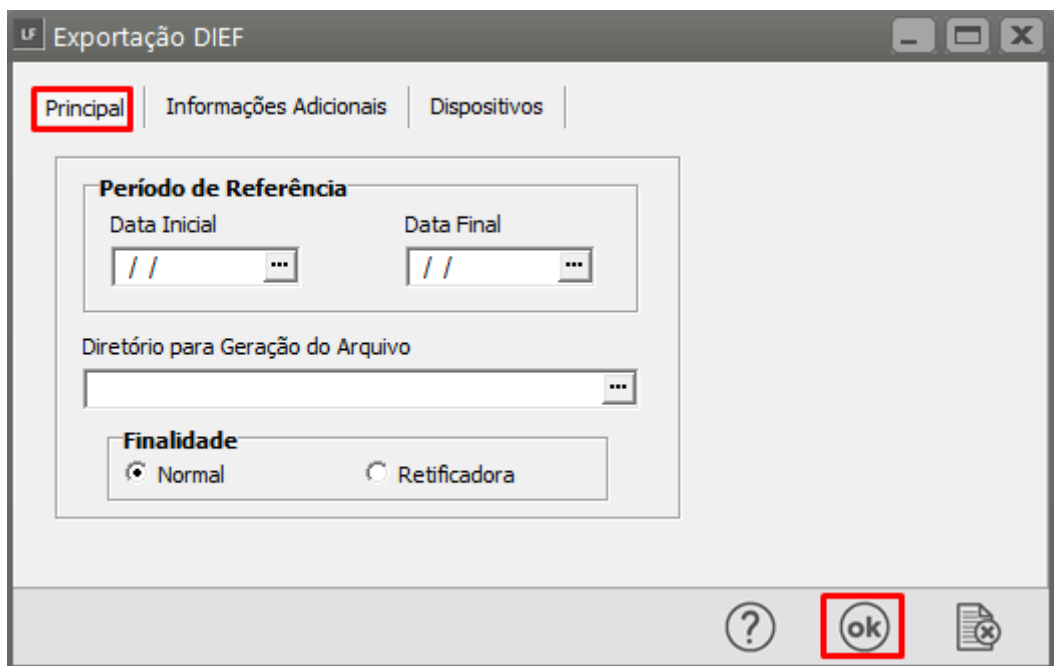 LF Exportação DIEF
Principal Informações Adicionais Dispositivos
Período de Referência
Data Inicial Data Final
/ / ... / / ...
Diretório para Geração do Arquivo
...
Finalidade
Normal Retificadora
? ok